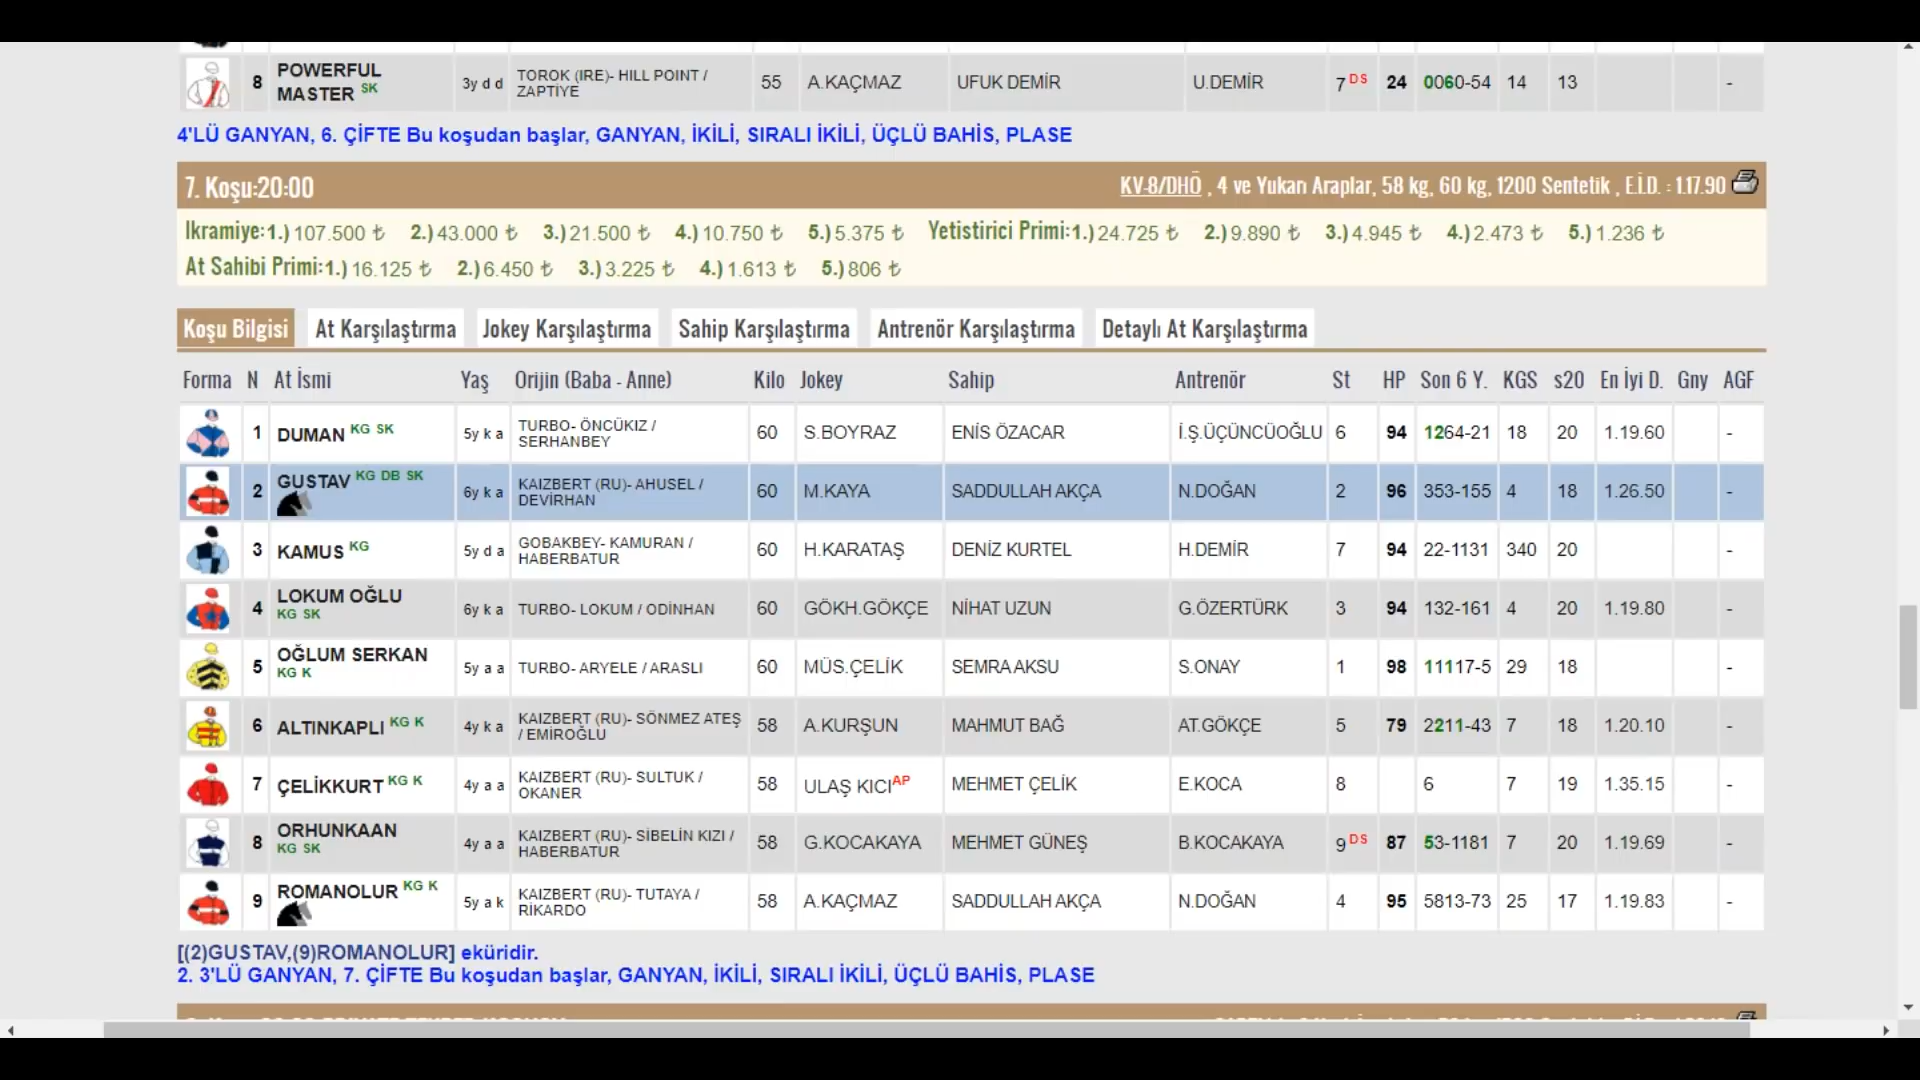 8 POWERFUL MASTER SK 3y d d TOROK (IRE)- HILL POINT / ZAPTİYE 55 A.KAÇMAZ UFUK DEMİR U.DEMİR 7 DS 24 0060-54 14 13 -
4'LÜ GANYAN, 6. ÇİFTE Bu koşudan başlar, GANYAN, İKİLİ, SIRALI İKİLİ, ÜÇLÜ BAHİS, PLASE
7. Koşu:20:00 KV-8/DHÖ , 4 ve Yukarı Araplar, 58 kg, 60 kg, 1200 Sentetik , E.İ.D. : 1.17.90
Ikramiye:1.) 107.500 ₺ 2.) 43.000 ₺ 3.) 21.500 ₺ 4.) 10.750 ₺ 5.) 5.375 ₺ Yetistirici Primi:1.) 24.725 ₺ 2.) 9.890 ₺ 3.) 4.945 ₺ 4.) 2.473 ₺ 5.) 1.236 ₺
At Sahibi Primi:1.) 16.125 ₺ 2.) 6.450 ₺ 3.) 3.225 ₺ 4.) 1.613 ₺ 5.) 806 ₺
Koşu Bilgisi At Karşılaştırma Jokey Karşılaştırma Sahip Karşılaştırma Antrenör Karşılaştırma Detaylı At Karşılaştırma
Forma N At İsmi Yaş Orijin (Baba - Anne) Kilo Jokey Sahip Antrenör St HP Son 6 Y. KGS s20 En İyi D. Gny AGF
1 DUMAN KG SK 5y k a TURBO- ÖNCÜKIZ / SERHANBEY 60 S.BOYRAZ ENİS ÖZACAR İ.Ş.ÜÇÜNCÜOĞLU 6 94 1264-21 18 20 1.19.60 -
2 GUSTAV KG DB SK 6y k a KAIZBERT (RU)- AHUSEL / DEVİRHAN 60 M.KAYA SADDULLAH AKÇA N.DOĞAN 2 96 353-155 4 18 1.26.50 -
3 KAMUS KG 5y d a GOBAKBEY- KAMURAN / HABERBATUR 60 H.KARATAŞ DENİZ KURTEL H.DEMİR 7 94 22-1131 340 20 -
4 LOKUM OĞLU KG SK 6y k a TURBO- LOKUM / ODİNHAN 60 GÖKH.GÖKÇE NİHAT UZUN G.ÖZERTÜRK 3 94 132-161 4 20 1.19.80 -
5 OĞLUM SERKAN KG K 5y a a TURBO- ARYELE / ARASLI 60 MÜS.ÇELİK SEMRA AKSU S.ONAY 1 98 11117-5 29 18 -
6 ALTINKAPLI KG K 4y k a KAIZBERT (RU)- SÖNMEZ ATEŞ / EMİROĞLU 58 A.KURŞUN MAHMUT BAĞ AT.GÖKÇE 5 79 2211-43 7 18 1.20.10 -
7 ÇELİKKURT KG K 4y a a KAIZBERT (RU)- SULTUK / OKANER 58 ULAŞ KICI AP MEHMET ÇELİK E.KOCA 8 6 7 19 1.35.15 -
8 ORHUNKAAN KG SK 4y a a KAIZBERT (RU)- SİBELİN KIZI / HABERBATUR 58 G.KOCAKAYA MEHMET GÜNEŞ B.KOCAKAYA 9 DS 87 53-1181 7 20 1.19.69 -
9 ROMANOLUR KG K 5y a k KAIZBERT (RU)- TUTAYA / RİKARDO 58 A.KAÇMAZ SADDULLAH AKÇA N.DOĞAN 4 95 5813-73 25 17 1.19.83 -
[(2)GUSTAV,(9)ROMANOLUR] eküridir.
2. 3'LÜ GANYAN, 7. ÇİFTE Bu koşudan başlar, GANYAN, İKİLİ, SIRALI İKİLİ, ÜÇLÜ BAHİS, PLASE